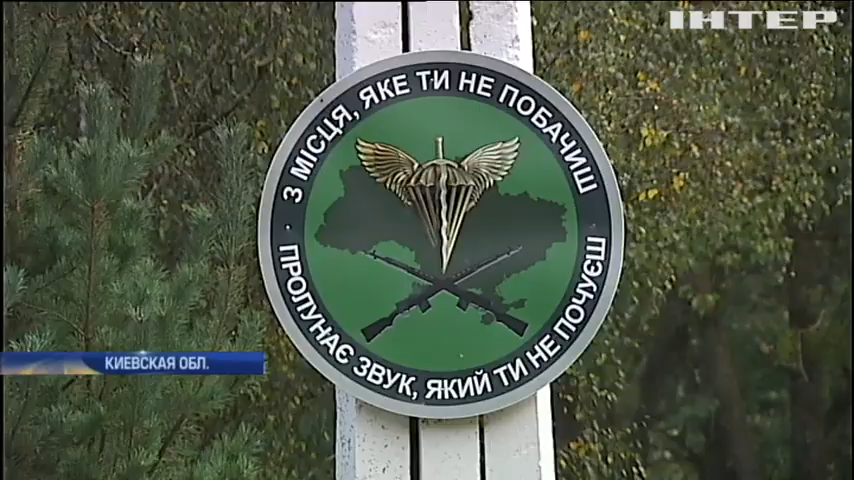 ІНТЕР
З МІСЦЯ, ЯКЕ ТИ НЕ ПОБАЧИШ
ПРОЛУНАЄ ЗВУК, ЯКИЙ ТИ НЕ ПОЧУЄШ
КИЕВСКАЯ ОБЛ.